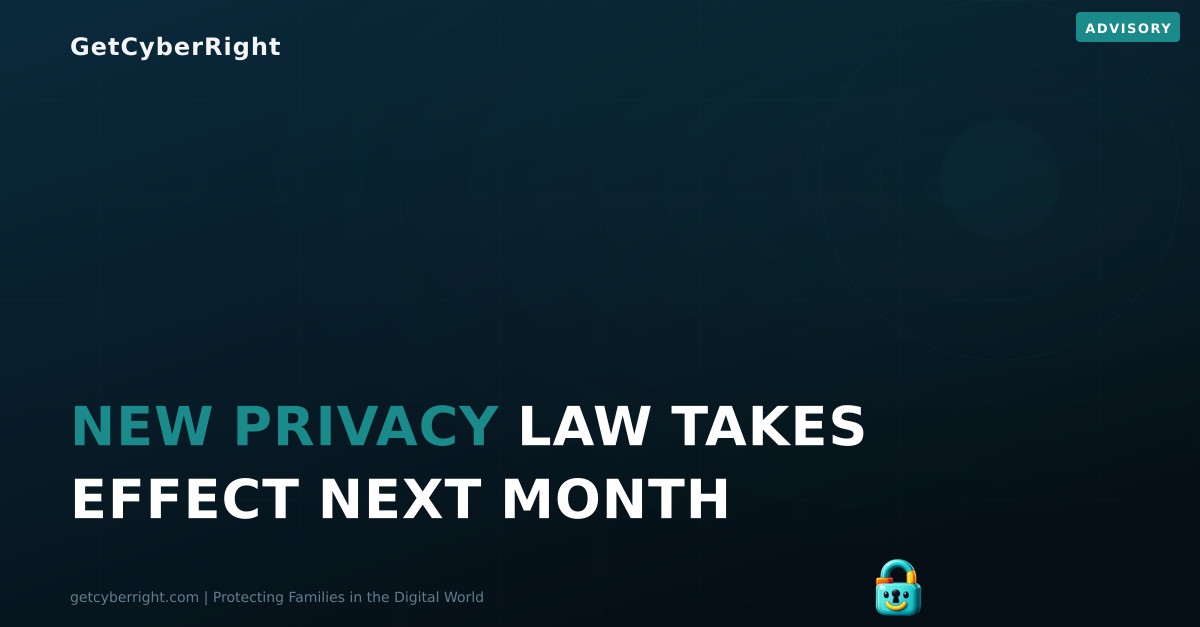 GetCyberRight
ADVISORY
NEW PRIVACY LAW TAKES
EFFECT NEXT MONTH
getcyberright.com | Protecting Families in the Digital World